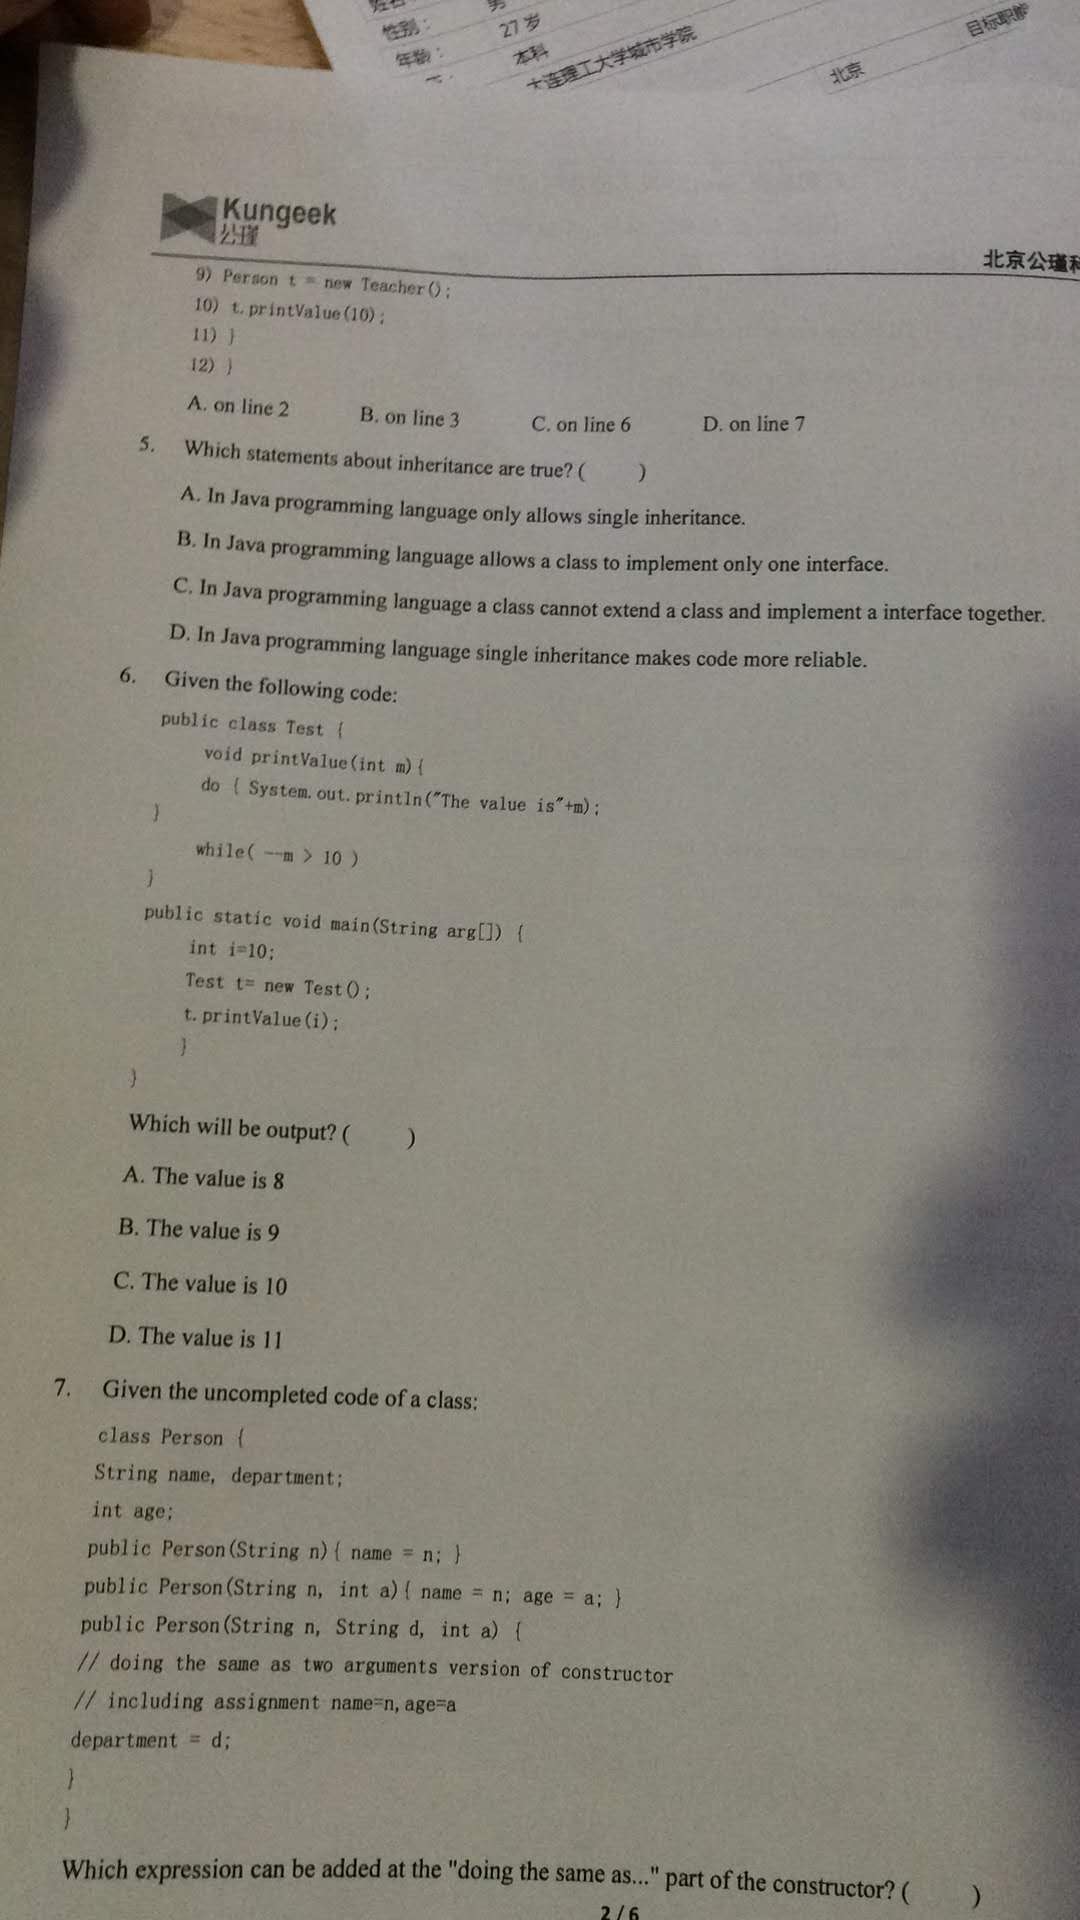 性别：
男
年龄：
27 岁
本科
大连理工大学城市学院
北京
目标职能
Kungeek
公瑾
北京公瑾科
9) Person t = new Teacher();
10) t.printValue(10);
11) }
12) }
A. on line 2 B. on line 3 C. on line 6 D. on line 7
5. Which statements about inheritance are true? ( )
A. In Java programming language only allows single inheritance.
B. In Java programming language allows a class to implement only one interface.
C. In Java programming language a class cannot extend a class and implement a interface together.
D. In Java programming language single inheritance makes code more reliable.
6. Given the following code:
public class Test {
void printValue(int m){
do { System.out.println("The value is"+m);
}
while( --m > 10 )
}
public static void main(String arg[]) {
int i=10;
Test t= new Test();
t.printValue(i);
}
}
Which will be output? ( )
A. The value is 8
B. The value is 9
C. The value is 10
D. The value is 11
7. Given the uncompleted code of a class:
class Person {
String name, department;
int age;
public Person(String n){ name = n; }
public Person(String n, int a){ name = n; age = a; }
public Person(String n, String d, int a) {
// doing the same as two arguments version of constructor
// including assignment name=n,age=a
department = d;
}
}
Which expression can be added at the "doing the same as..." part of the constructor? ( )
2 / 6